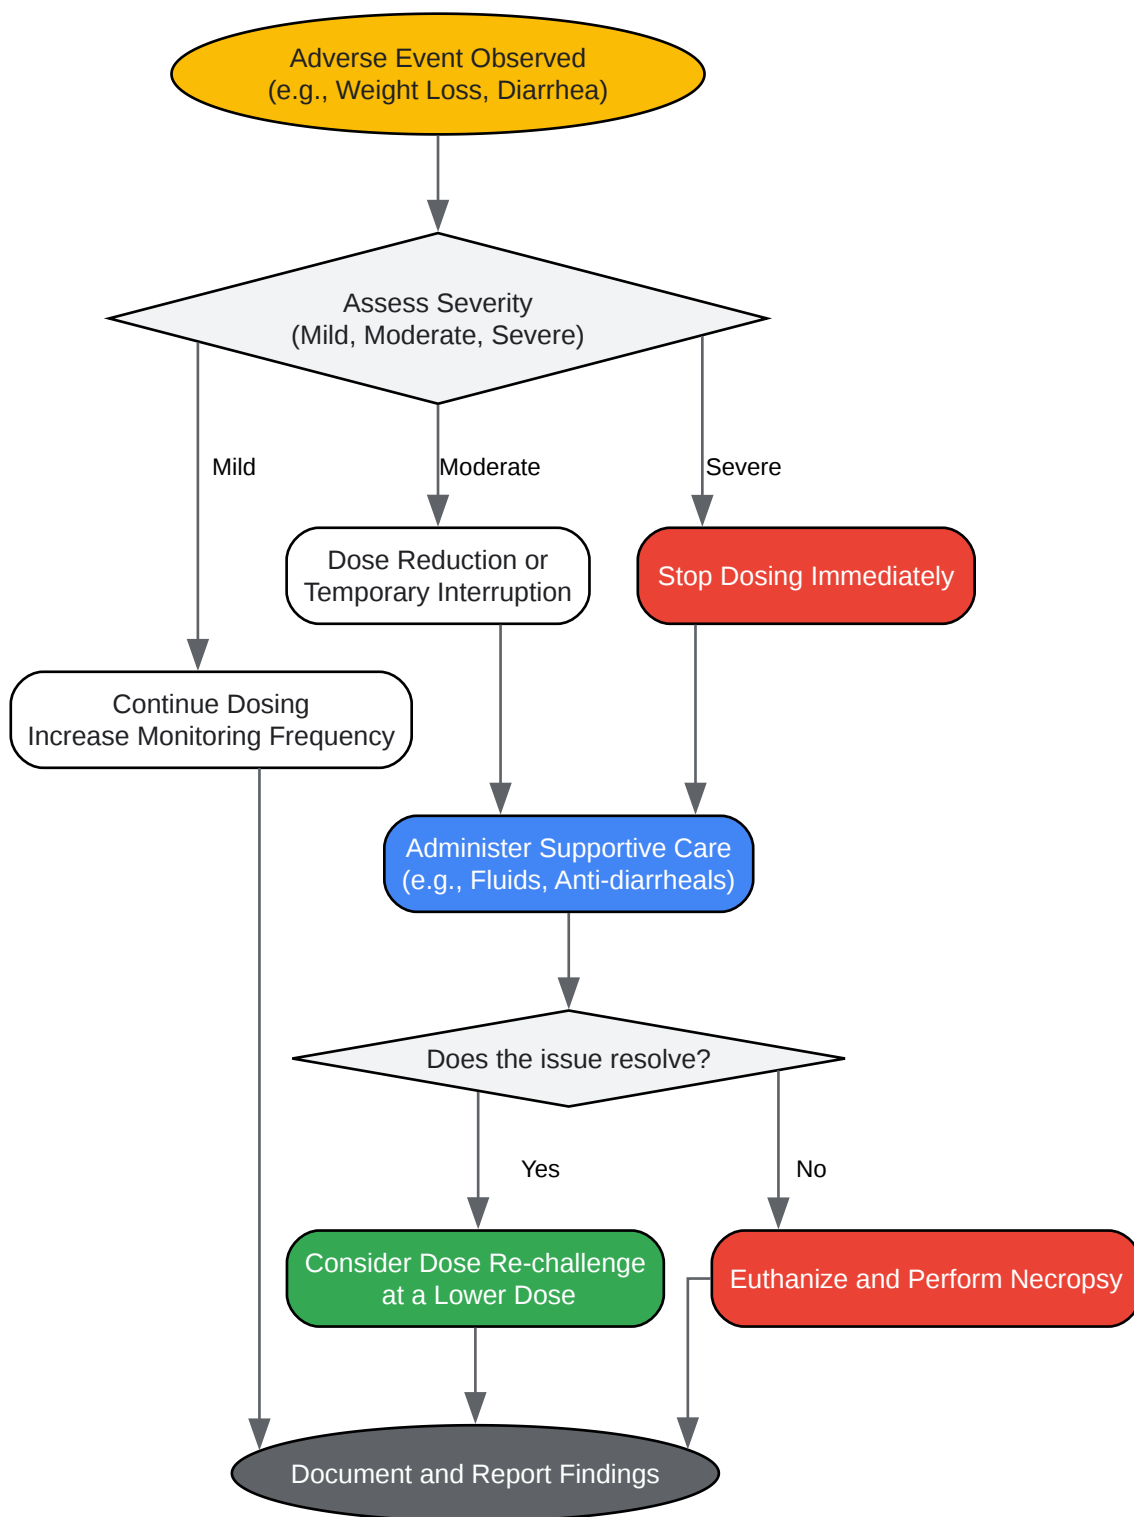 Adverse Event Observed
(e.g., Weight Loss, Diarrhea)
Assess Severity
(Mild, Moderate, Severe)
Mild
Moderate
Severe
Dose Reduction or
Temporary Interruption
Stop Dosing Immediately
Continue Dosing
Increase Monitoring Frequency
Administer Supportive Care
(e.g., Fluids, Anti-diarrheals)
Does the issue resolve?
Yes
No
Consider Dose Re-challenge
at a Lower Dose
Euthanize and Perform Necropsy
Document and Report Findings